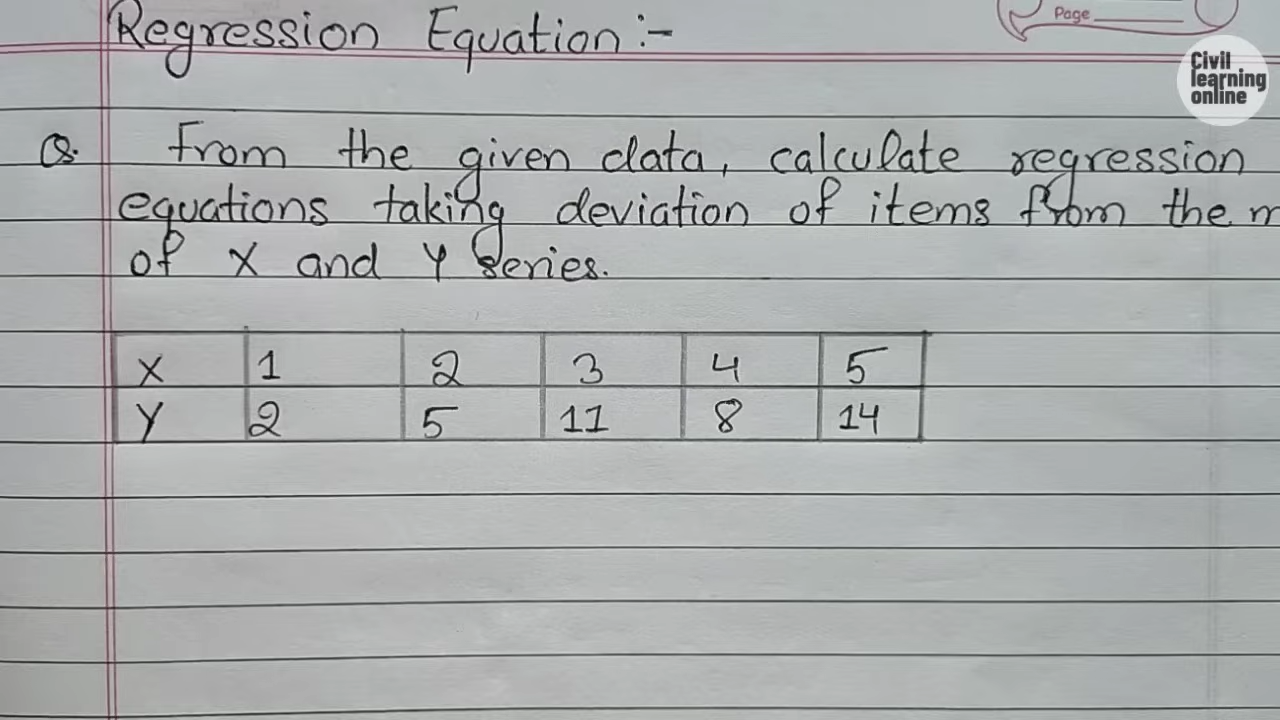 Regression Equation :-
Page
Civil
learning
online
Q. From the given data, calculate regression
equations taking deviation of items from the
of X and Y series.
X 1 2 3 4 5
Y 2 5 11 8 14